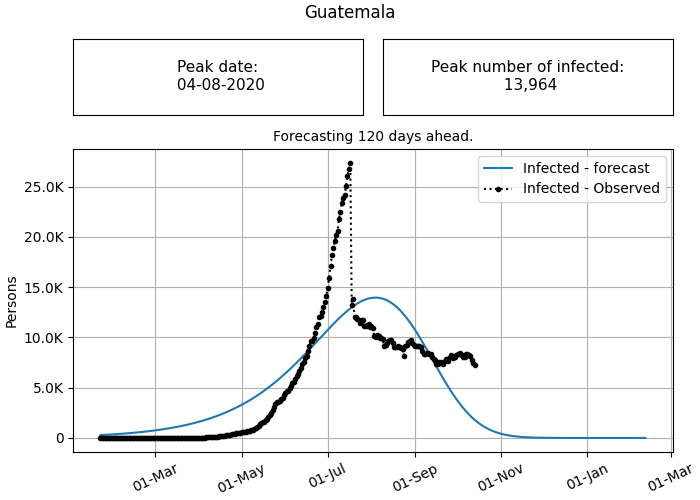 Guatemala
Peak date:
04-08-2020
Peak number of infected:
13,964
Forecasting 120 days ahead.
Infected - forecast
Infected - Observed
Persons
25.0K
20.0K
15.0K
10.0K
5.0K
0
01-Mar
01-May
01-Jul
01-Sep
01-Nov
01-Jan
01-Mar